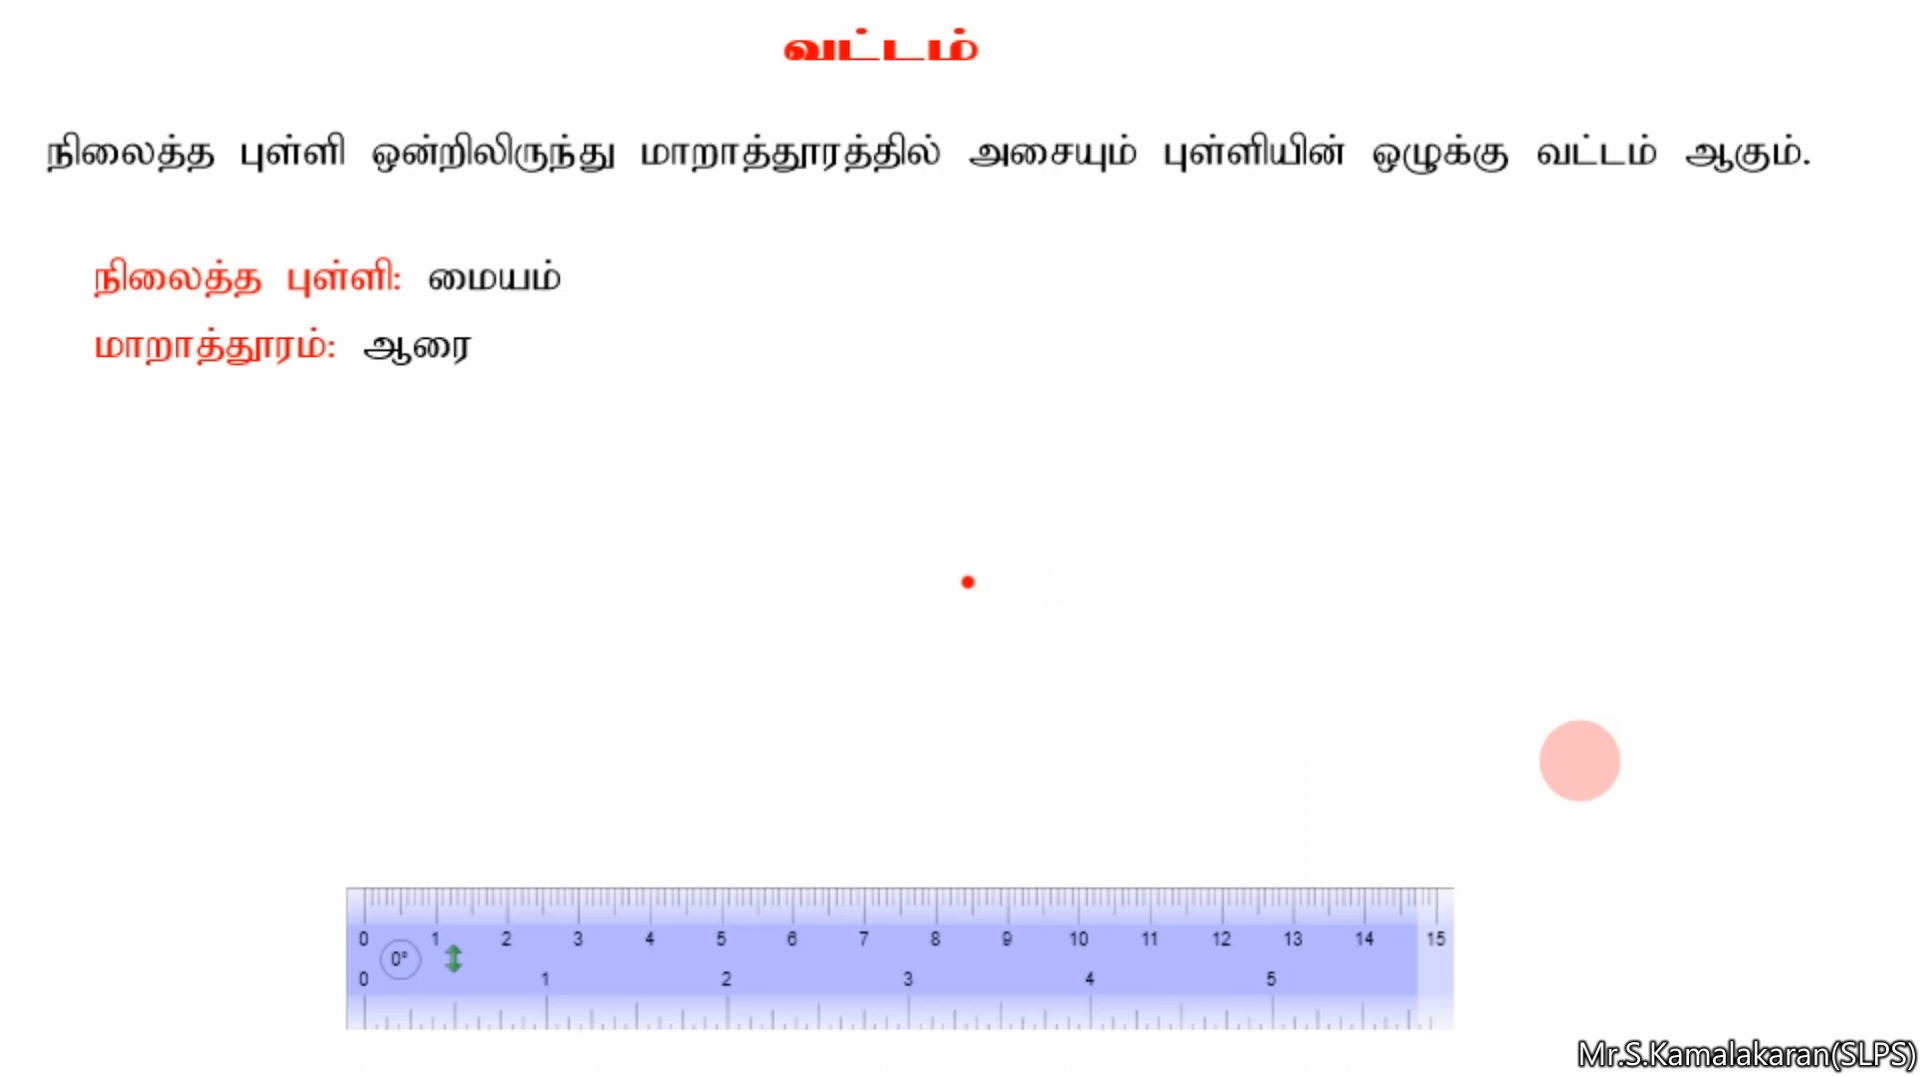 வட்டம்
நிலைத்த புள்ளி ஒன்றிலிருந்து மாறாத்தூரத்தில் அசையும் புள்ளியின் ஒழுக்கு வட்டம் ஆகும்.
நிலைத்த புள்ளி: மையம்
மாறாத்தூரம்: ஆரை
0 1 2 3 4 5 6 7 8 9 10 11 12 13 14 15
0°
0 1 2 3 4 5
Mr.S.Kamalakaran(SLPS)